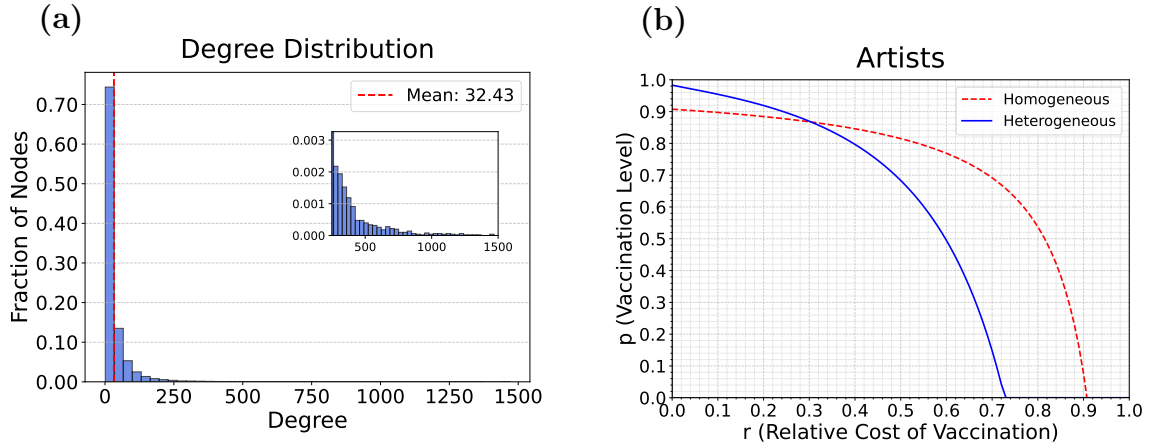 (a)
Degree Distribution
Mean: 32.43
Fraction of Nodes
0.70
0.60
0.50
0.40
0.30
0.20
0.10
0.00
0.003
0.002
0.001
0.000
500
1000
1500
0
250
500
750
1000
1250
1500
Degree
(b)
Artists
Homogeneous
Heterogeneous
p (Vaccination Level)
1.0
0.9
0.8
0.7
0.6
0.5
0.4
0.3
0.2
0.1
0.0
0.0 0.1 0.2 0.3 0.4 0.5 0.6 0.7 0.8 0.9 1.0
r (Relative Cost of Vaccination)